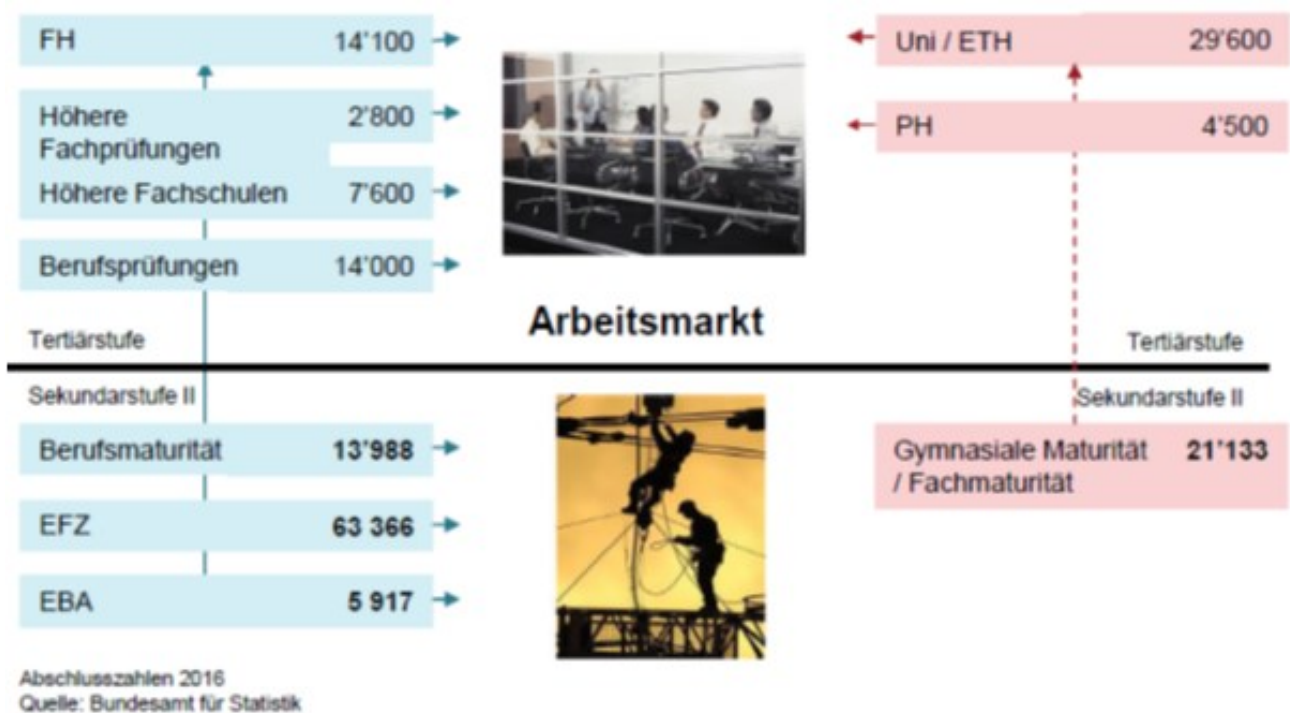 FH 14'100
Höhere 2'800
Fachprüfungen
Höhere Fachschulen 7'600
Berufsprüfungen 14'000
Tertiärstufe
Sekundarstufe II
Berufsmaturität 13'988
EFZ 63 366
EBA 5 917
Abschlusszahlen 2016
Quelle: Bundesamt für Statistik
Arbeitsmarkt
Uni / ETH 29'600
PH 4'500
Tertiärstufe
Sekundarstufe II
Gymnasiale Maturität 21'133
/ Fachmaturität